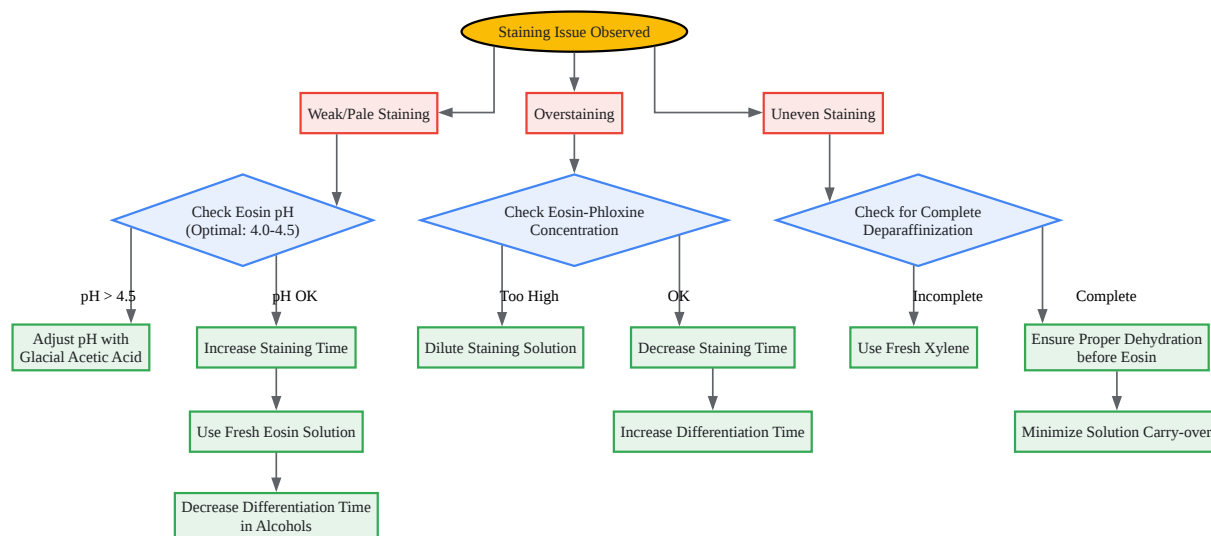 Staining Issue Observed
Weak/Pale Staining
Overstaining
Uneven Staining
Check Eosin pH
(Optimal: 4.0-4.5)
Check Eosin-Phloxine
Concentration
Check for Complete
Deparaffinization
pH > 4.5
pH OK
Too High
OK
Incomplete
Complete
Adjust pH with
Glacial Acetic Acid
Increase Staining Time
Dilute Staining Solution
Decrease Staining Time
Use Fresh Xylene
Ensure Proper Dehydration
before Eosin
Use Fresh Eosin Solution
Increase Differentiation Time
Minimize Solution Carry-over
Decrease Differentiation Time
in Alcohols